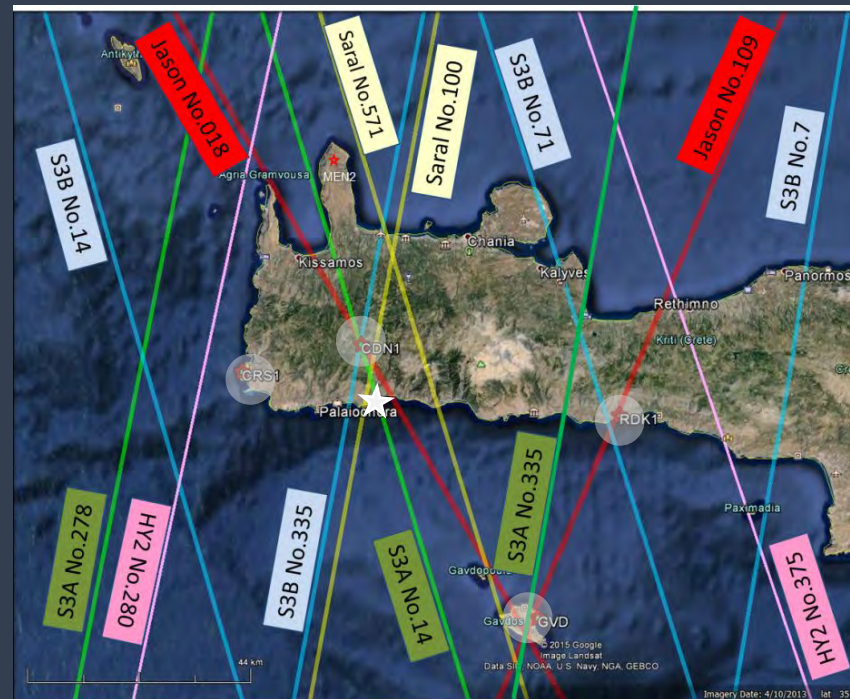 Antikyth
Jason No.018
Saral No.571
Saral No.100
S3B No.71
Jason No.109
S3B No.7
S3B No.14
Agria Gramvousa
MEN2
Chania
Kissamos
Kalyves
Panormos
Rethimno
Kriti (Crete)
CDN1
CRS1
Palaiochora
RDK1
S3A No.278
HY2 No.280
S3B No.335
S3A No.14
S3A No.335
Paximadia
HY2 No.375
Gavdopoula
Gavdos
GVD
© 2015 Google
Image Landsat
Data SIO, NOAA, U.S. Navy, NGA, GEBCO
44 km
Imagery Date: 4/10/2013 lat 35